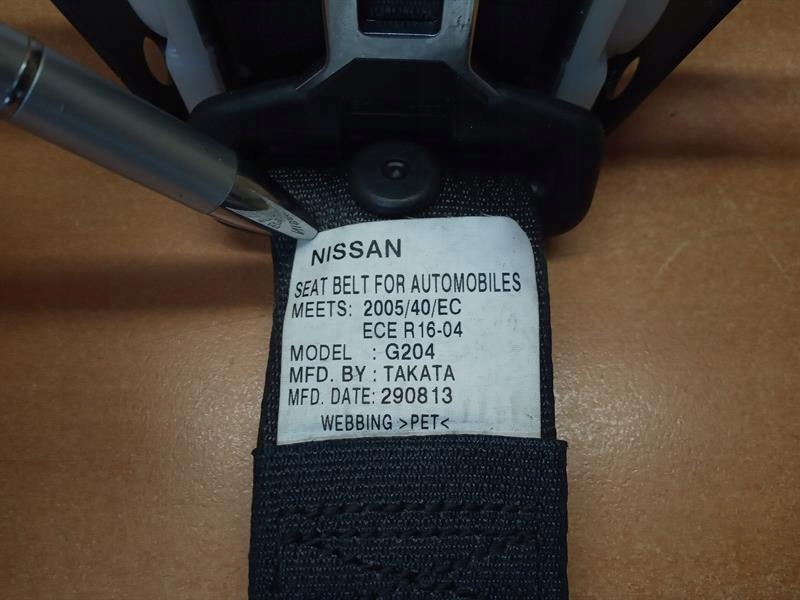 NISSAN
SEAT BELT FOR AUTOMOBILES
MEETS: 2005/40/EC
ECE R16-04
MODEL : G204
MFD. BY : TAKATA
MFD. DATE: 290813
WEBBING >PET<